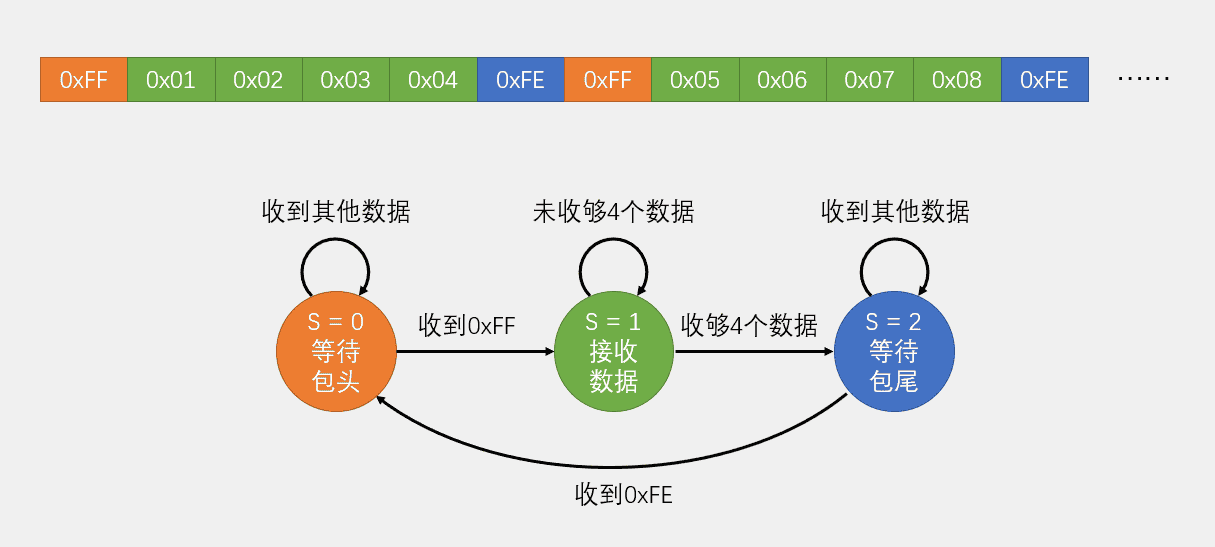 0xFF 0x01 0x02 0x03 0x04 0xFE 0xFF 0x05 0x06 0x07 0x08 0xFE ……
收到其他数据 未收够4个数据 收到其他数据
S = 0
等待
包头
收到0xFF
S = 1
接收
数据
收够4个数据
S = 2
等待
包尾
收到0xFE